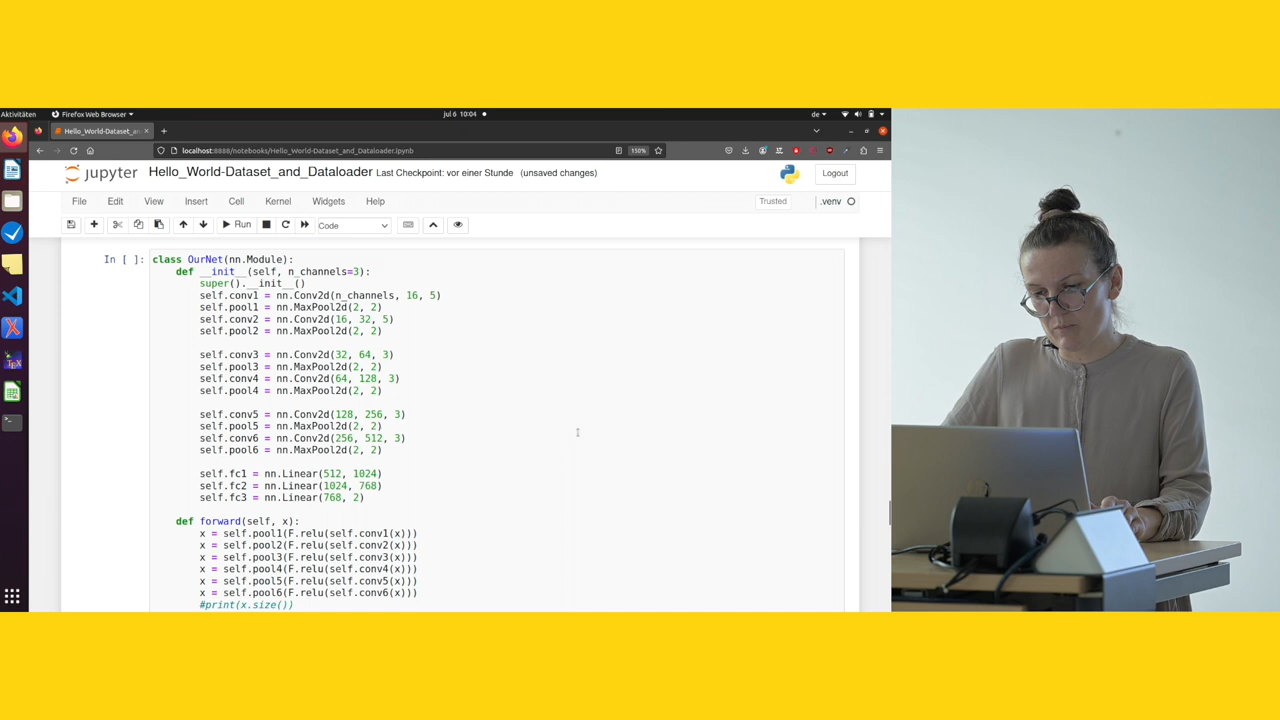 Aktivitäten
Firefox Web Browser
Jul 6 10:04
de
Hello_World-Dataset_an
localhost:8888/notebooks/Hello_World-Dataset_and_Dataloader.ipynb
150%
jupyter
Hello_World-Dataset_and_Dataloader
Last Checkpoint: vor einer Stunde
(unsaved changes)
Logout
File
Edit
View
Insert
Cell
Kernel
Widgets
Help
Trusted
.venv
Run
Code
In [ ]:
class OurNet(nn.Module):
def __init__(self, n_channels=3):
super().__init__()
self.conv1 = nn.Conv2d(n_channels, 16, 5)
self.pool1 = nn.MaxPool2d(2, 2)
self.conv2 = nn.Conv2d(16, 32, 5)
self.pool2 = nn.MaxPool2d(2, 2)
self.conv3 = nn.Conv2d(32, 64, 3)
self.pool3 = nn.MaxPool2d(2, 2)
self.conv4 = nn.Conv2d(64, 128, 3)
self.pool4 = nn.MaxPool2d(2, 2)
self.conv5 = nn.Conv2d(128, 256, 3)
self.pool5 = nn.MaxPool2d(2, 2)
self.conv6 = nn.Conv2d(256, 512, 3)
self.pool6 = nn.MaxPool2d(2, 2)
self.fc1 = nn.Linear(512, 1024)
self.fc2 = nn.Linear(1024, 768)
self.fc3 = nn.Linear(768, 2)
def forward(self, x):
x = self.pool1(F.relu(self.conv1(x)))
x = self.pool2(F.relu(self.conv2(x)))
x = self.pool3(F.relu(self.conv3(x)))
x = self.pool4(F.relu(self.conv4(x)))
x = self.pool5(F.relu(self.conv5(x)))
x = self.pool6(F.relu(self.conv6(x)))
#print(x.size())